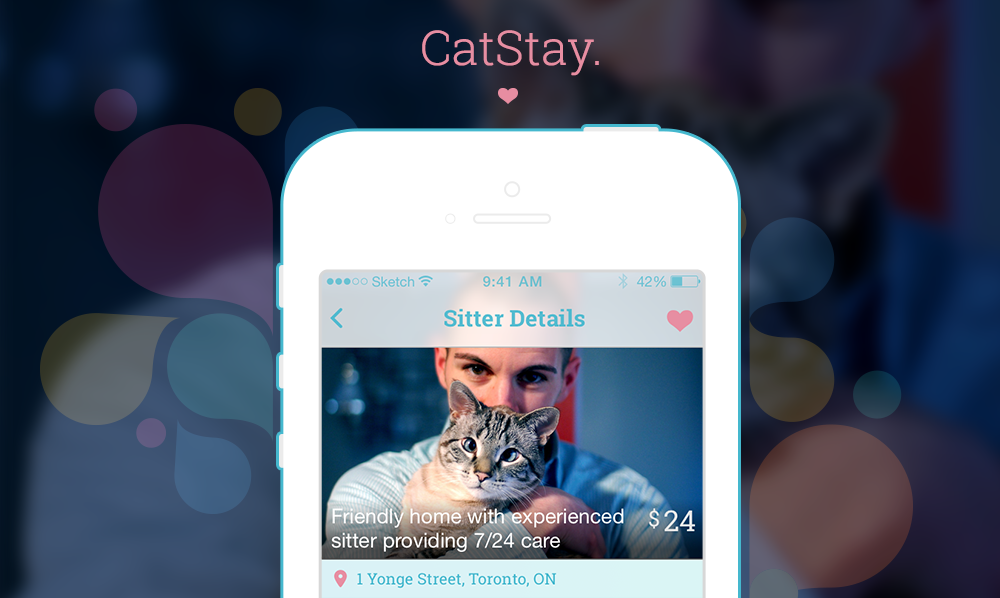 CatStay.
Sketch 9:41 AM 42%
Sitter Details
Friendly home with experienced
sitter providing 7/24 care
$24
1 Yonge Street, Toronto, ON